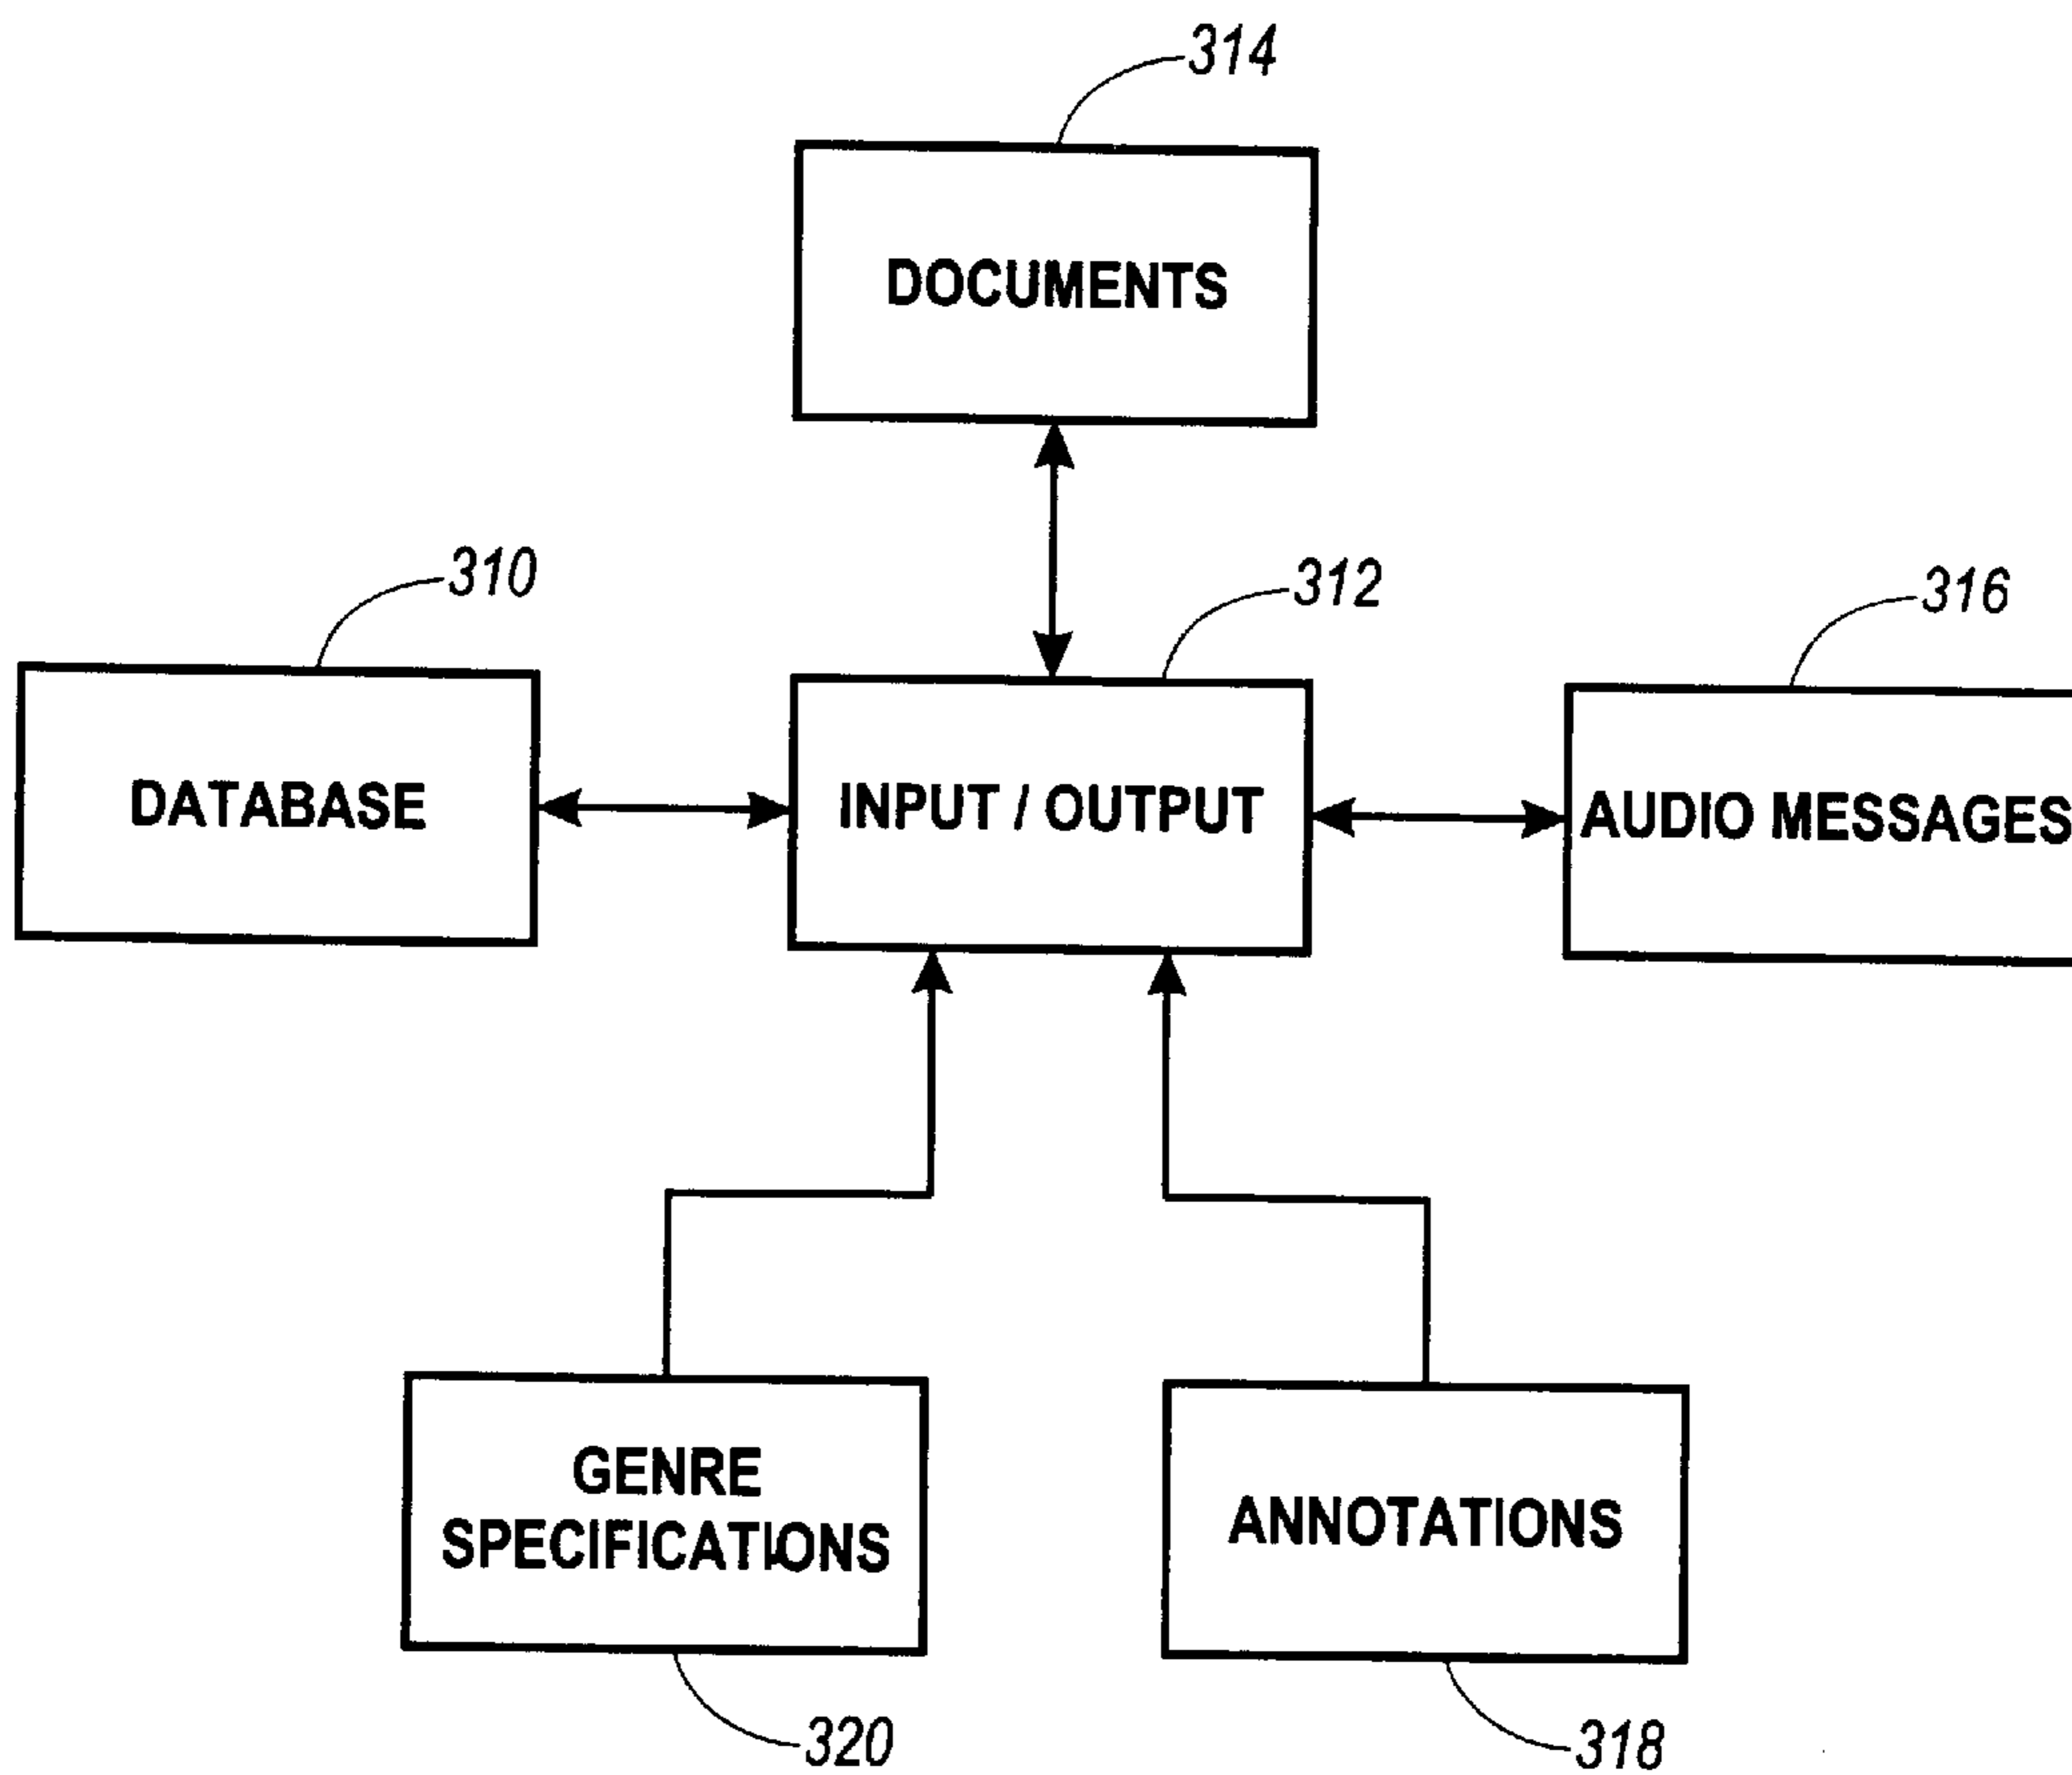 314
DOCUMENTS
310
312
316
DATABASE
INPUT / OUTPUT
AUDIO MESSAGES
GENRE
SPECIFICATIONS
ANNOTATIONS
320
318